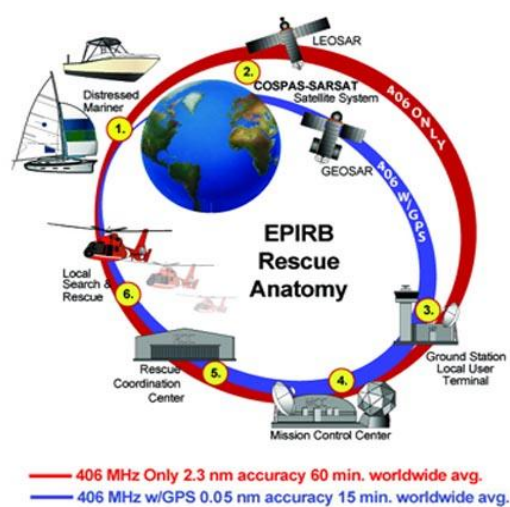 LEOSAR
2.
COSPAS-SARSAT
Satellite System
406 ONLY
Distressed
Mariner
1.
GEOSAR
406 W/GPS
EPIRB
Rescue
Anatomy
Local
Search &
Rescue
6.
3.
Ground Station
Local User
Terminal
Rescue
Coordination
Center
5.
4.
Mission Control Center
406 MHz Only 2.3 nm accuracy 60 min. worldwide avg.
406 MHz w/GPS 0.05 nm accuracy 15 min. worldwide avg.